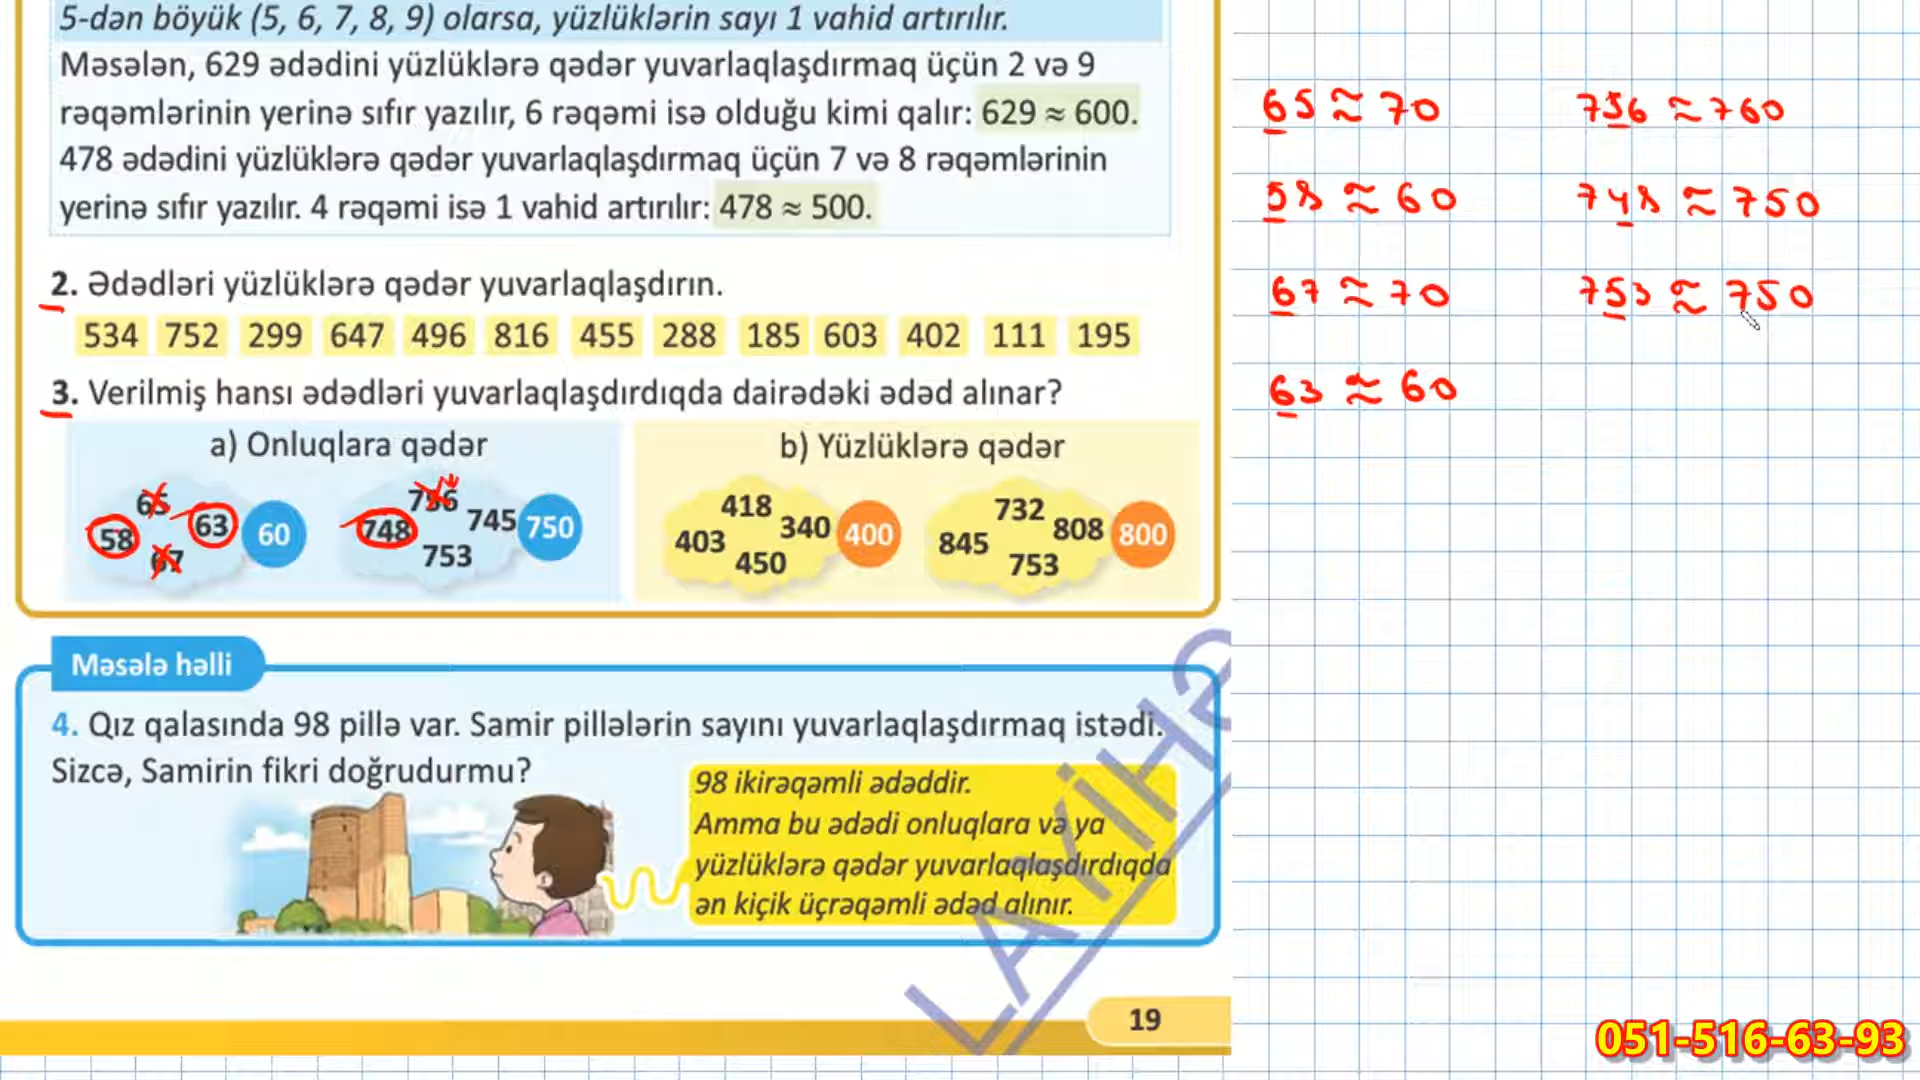 5-dən böyük (5, 6, 7, 8, 9) olarsa, yüzlüklərin sayı 1 vahid artırılır.
Məsələn, 629 ədədini yüzlüklərə qədər yuvarlaqlaşdırmaq üçün 2 və 9
rəqəmlərinin yerinə sıfır yazılır, 6 rəqəmi isə olduğu kimi qalır: 629 ≈ 600.
478 ədədini yüzlüklərə qədər yuvarlaqlaşdırmaq üçün 7 və 8 rəqəmlərinin
yerinə sıfır yazılır. 4 rəqəmi isə 1 vahid artırılır: 478 ≈ 500.
2. Ədədləri yüzlüklərə qədər yuvarlaqlaşdırın.
534 752 299 647 496 816 455 288 185 603 402 111 195
3. Verilmiş hansı ədədləri yuvarlaqlaşdırdıqda dairədəki ədəd alınar?
a) Onluqlara qədər
65
58 63 60
67
756
748 745 750
753
b) Yüzlüklərə qədər
418
403 340 400
450
732
845 808 800
753
Məsələ həlli
4. Qız qalasında 98 pillə var. Samir pillələrin sayını yuvarlaqlaşdırmaq istədi.
Sizcə, Samirin fikri doğrudurmu?
98 ikirəqəmli ədəddir.
Amma bu ədədi onluqlara və ya
yüzlüklərə qədər yuvarlaqlaşdırdıqda
ən kiçik üçrəqəmli ədəd alınır.
LAYİHƏ
19
65 ≈ 70
58 ≈ 60
67 ≈ 70
63 ≈ 60
756 ≈ 760
748 ≈ 750
753 ≈ 750
051-516-63-93